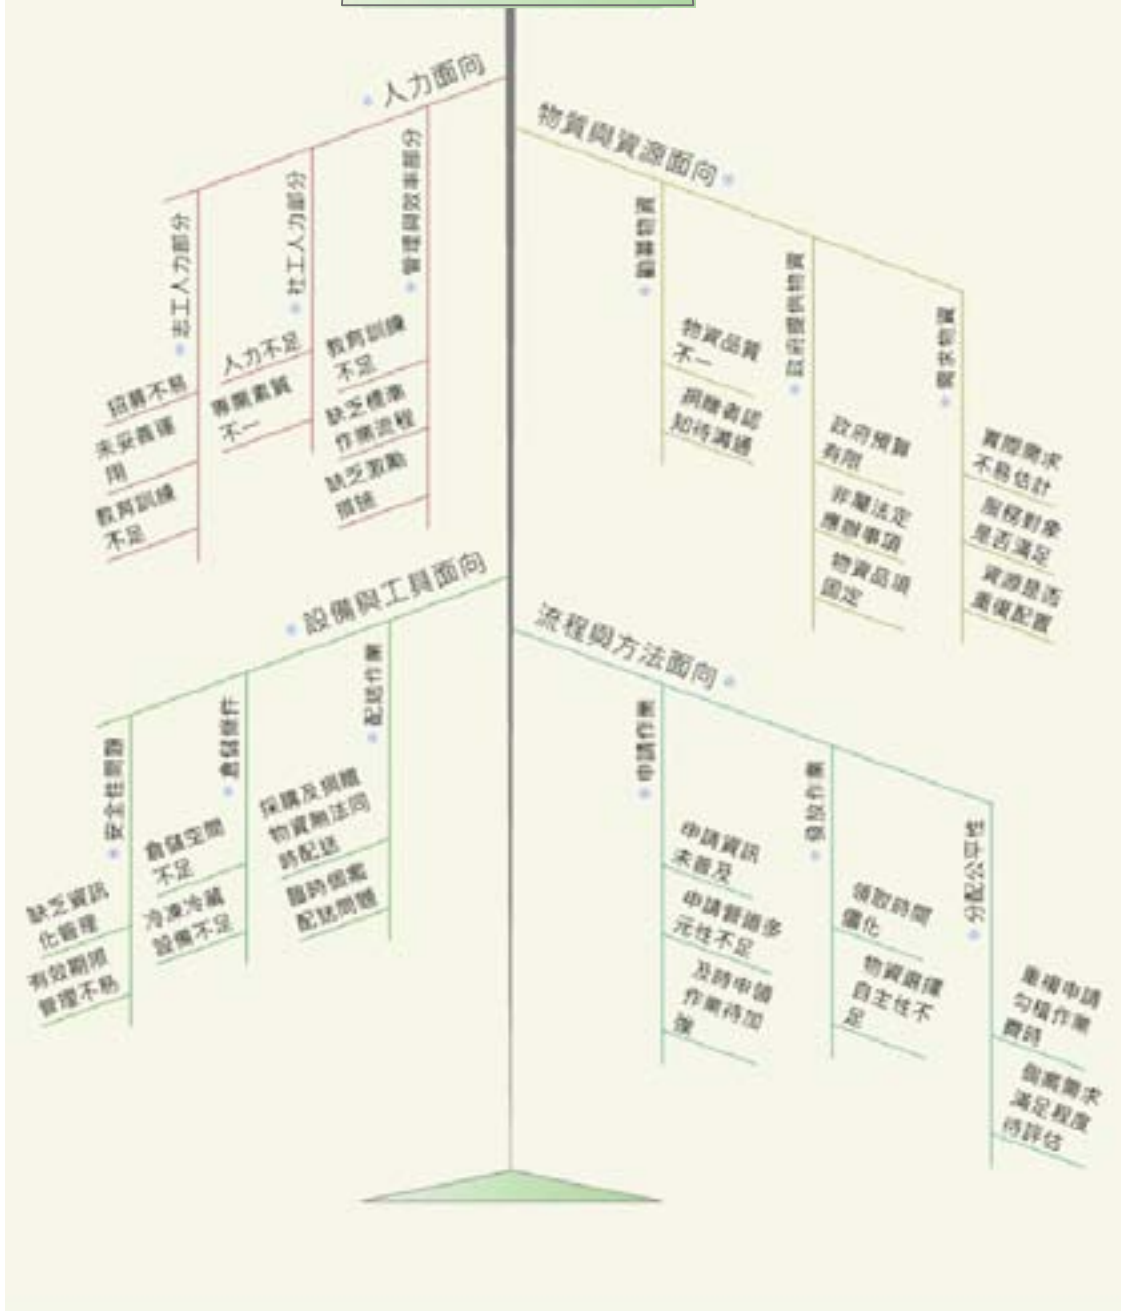 人力面向
志工人力部分
招募不易
未妥善運
用
教育訓練
不足
社工人力部分
人力不足
專業素質
不一
管理與效率部分
教育訓練
不足
缺乏標準
作業流程
缺乏激勵
措施
物質與資源面向
勸募物資
物資品質
不一
捐贈者認
知待溝通
政府提供物資
政府預算
有限
非屬法定
應辦事項
物資品項
固定
需求物資
實際需求
不易估計
服務對象
是否滿足
資源是否
重複配置
設備與工具面向
安全性問題
缺乏資訊
化管理
有效期限
管理不易
倉儲條件
倉儲空間
不足
冷凍冷藏
設備不足
配送作業
採購及捐贈
物資無法同
時配送
臨時個案
配送問題
流程與方法面向
申請作業
申請資訊
未普及
申請管道多
元性不足
及時申請
作業待加
強
發放作業
領取時間
僵化
物資選擇
自主性不
足
分配公平性
重複申請
勾稽作業
費時
個案需求
滿足程度
待評估